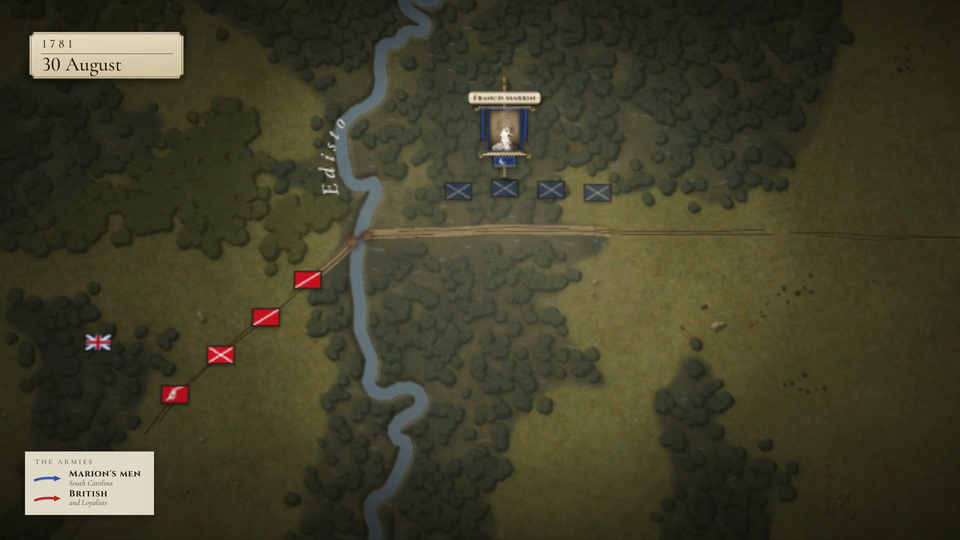 1781
30 August
FRANCIS MARION
Edisto
THE ARMIES
MARION'S MEN
South Carolina
BRITISH
and Loyalists